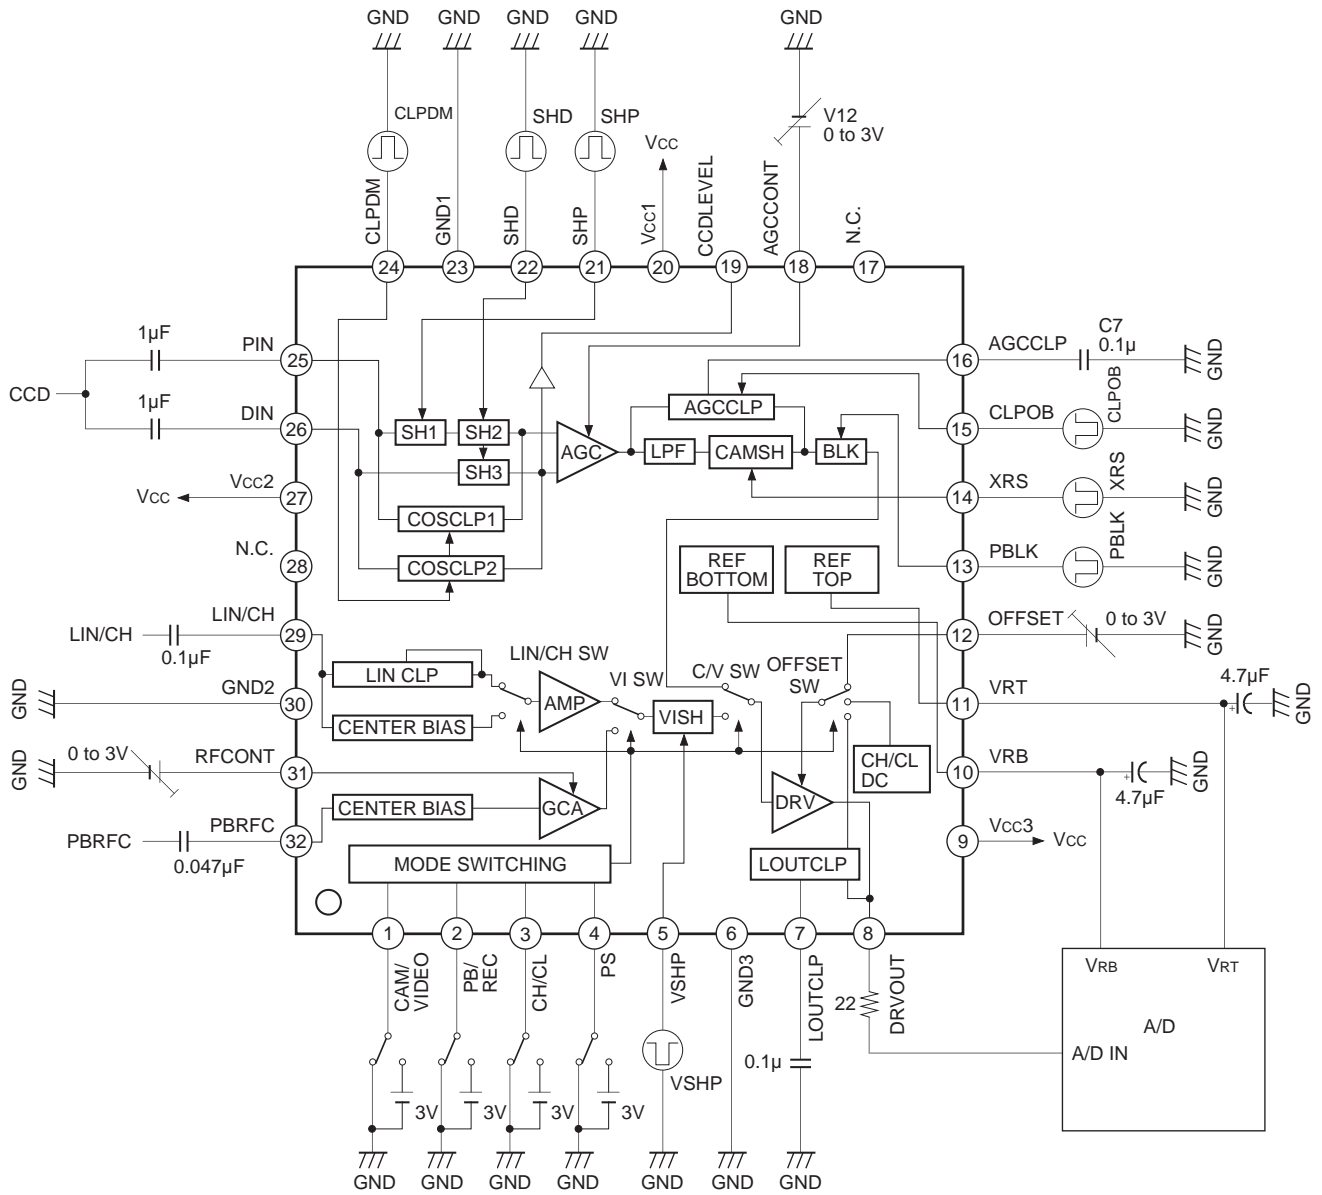 GND
GND
GND
GND
GND
CLPDM
SHD
SHP
VCC
V12
0 to 3V
CLPDM
GND1
SHD
SHP
VCC1
CCDLEVEL
AGCCONT
N.C.
24
23
22
21
20
19
18
17
1µF
PIN
25
CCD
1µF
DIN
26
VCC
VCC2
27
N.C.
28
LIN/CH
LIN/CH
0.1µF
29
GND
GND2
30
GND
0 to 3V
RFCONT
31
PBRFC
0.047µF
PBRFC
32
SH1
SH2
SH3
AGC
AGCCLP
LPF
CAMSH
BLK
COSCLP1
COSCLP2
REF
BOTTOM
REF
TOP
LIN CLP
CENTER BIAS
LIN/CH SW
AMP
VI SW
VISH
C/V SW
OFFSET
SW
CH/CL
DC
CENTER BIAS
GCA
DRV
MODE SWITCHING
LOUTCLP
16
AGCCLP
C7
0.1µ
GND
15
CLPOB
CLPOB
GND
14
XRS
XRS
GND
13
PBLK
PBLK
GND
12
OFFSET
0 to 3V
GND
11
VRT
4.7µF
+
GND
10
VRB
+
4.7µF
GND
9
VCC3
VCC
1
2
3
4
5
6
7
8
CAM/
VIDEO
PB/
REC
CH/CL
PS
VSHP
GND3
LOUTCLP
DRVOUT
3V
3V
3V
3V
VSHP
0.1µ
22
VRB
VRT
A/D
A/D IN
GND
GND
GND
GND
GND
GND
GND